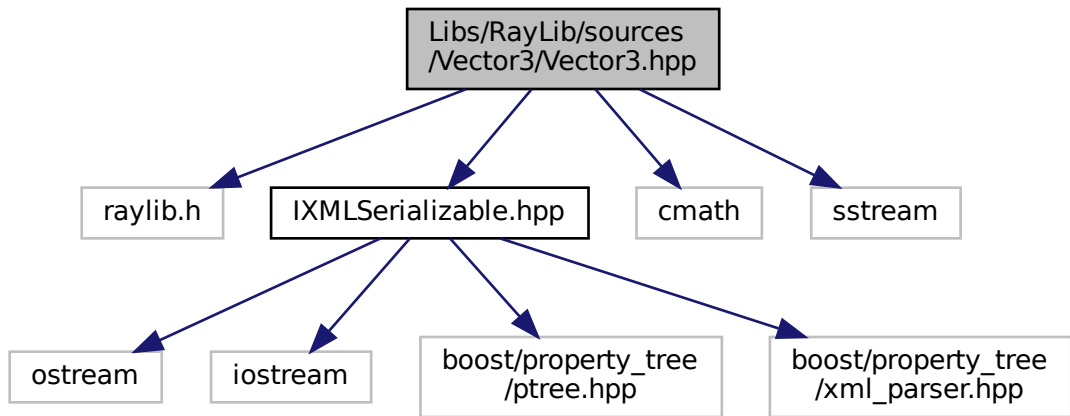 Libs/RayLib/sources
/Vector3/Vector3.hpp
raylib.h
IXMLSerializable.hpp
cmath
sstream
ostream
iostream
boost/property_tree
/ptree.hpp
boost/property_tree
/xml_parser.hpp